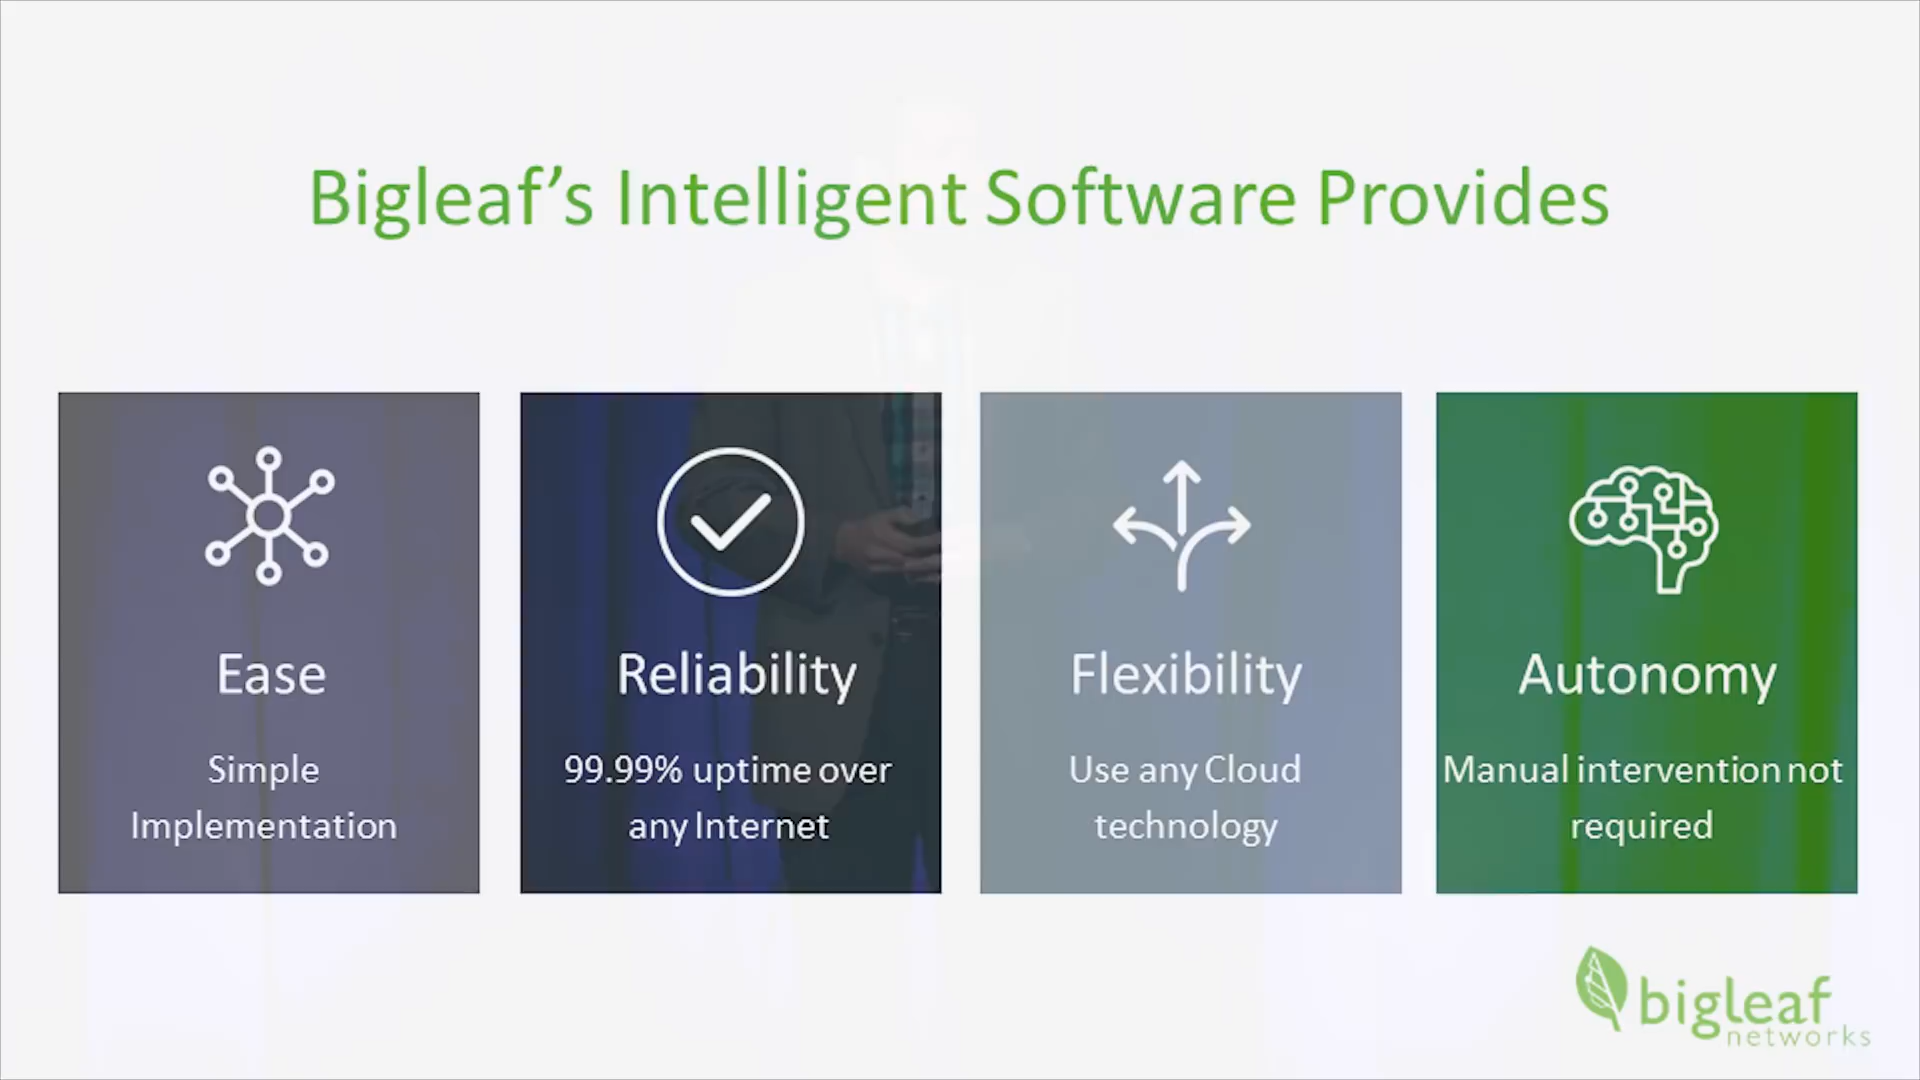 Bigleaf’s Intelligent Software Provides
Ease
Simple
Implementation
Reliability
99.99% uptime over
any Internet
Flexibility
Use any Cloud
technology
Autonomy
Manual intervention not
required
bigleaf
networks